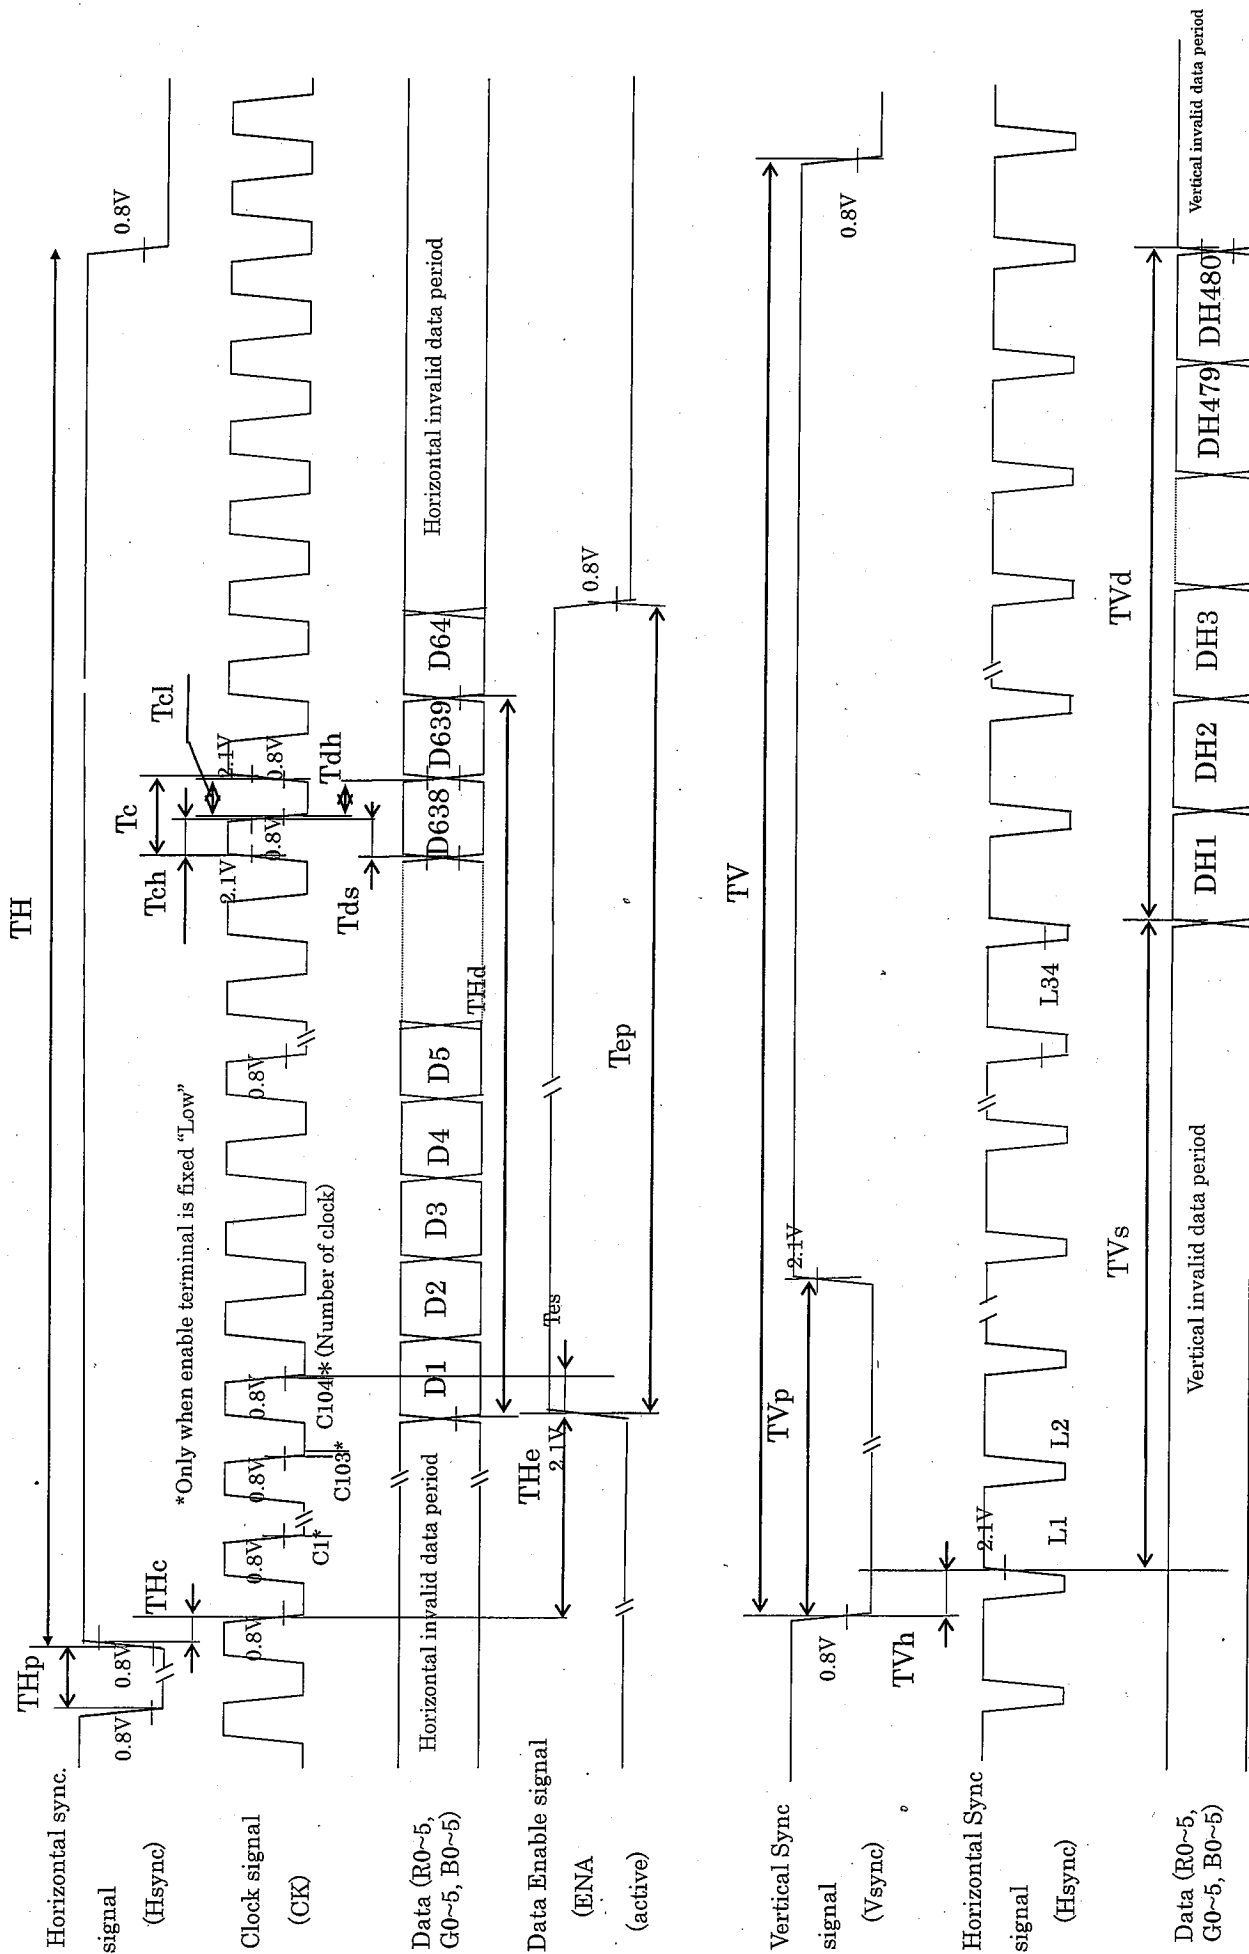 TH
THp
THc
Horizontal sync.
signal
(Hsync)
0.8V
0.8V
0.8V
*Only when enable terminal is fixed “Low”
Tch
Tc
Tcl
Clock signal
(CK)
0.8V
0.8V
0.8V
0.8V
0.8V
2.1V
0.8V
2.1V
0.8V
C1*
C103*
C104* (Number of clock)
Tds
Tdh
Data (R0~5,
G0~5, B0~5)
Horizontal invalid data period
D1
D2
D3
D4
D5
D638
D639
D64
Horizontal invalid data period
THd
THe
Tes
2.1V
0.8V
Data Enable signal
(ENA
(active)
Tep
TV
TVp
Vertical Sync
signal
(Vsync)
0.8V
2.1V
0.8V
TVh
Horizontal Sync
signal
(Hsync)
2.1V
L1
L2
L34
TVs
TVd
Data (R0~5,
G0~5, B0~5)
Vertical invalid data period
DH1
DH2
DH3
DH479
DH480
Vertical invalid data period